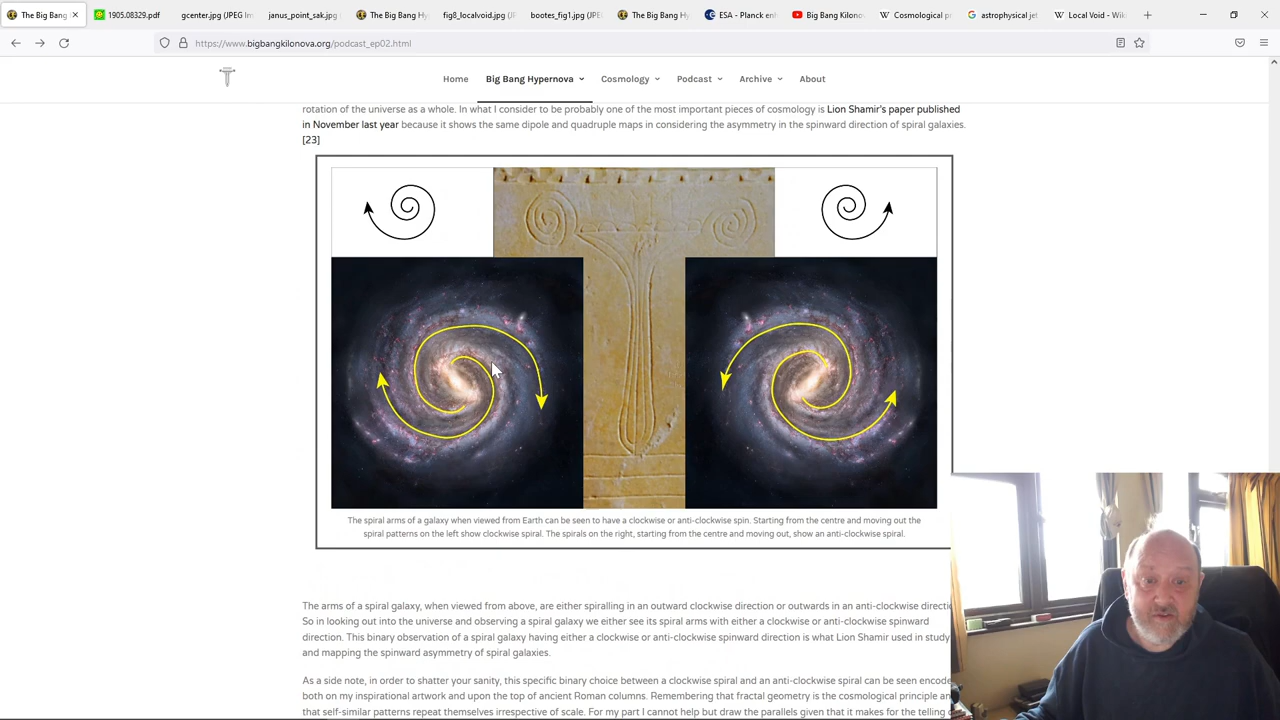 The Big Bang Hy
1905.08329.pdf
gcenter.jpg (JPEG Im
janus_point_sak.jpg
The Big Bang Hy
fig8_localvoid.jpg (JPE
bootes_fig1.jpg (JPEG
The Big Bang Hy
ESA - Planck en
Big Bang Kilono
Cosmological p
astrophysical jet
Local Void - Wik
https://www.bigbangkilonova.org/podcast_ep02.html
Home
Big Bang Hypernova
Cosmology
Podcast
Archive
About
rotation of the universe as a whole. In what I consider to be probably one of the most important pieces of cosmology is Lion Shamir's paper published
in November last year because it shows the same dipole and quadruple maps in considering the asymmetry in the spinward direction of spiral galaxies.
[23]
The spiral arms of a galaxy when viewed from Earth can be seen to have a clockwise or anti-clockwise spin. Starting from the centre and moving out the
spiral patterns on the left show clockwise spiral. The spirals on the right, starting from the centre and moving out, show an anti-clockwise spiral.
The arms of a spiral galaxy, when viewed from above, are either spiralling in an outward clockwise direction or outwards in an anti-clockwise directio
So in looking out into the universe and observing a spiral galaxy we either see its spiral arms with either a clockwise or anti-clockwise spinward
direction. This binary observation of a spiral galaxy having either a clockwise or anti-clockwise spinward direction is what Lion Shamir used in study
and mapping the spinward asymmetry of spiral galaxies.
As a side note, in order to shatter your sanity, this specific binary choice between a clockwise spiral and an anti-clockwise spiral can be seen encode
both on my inspirational artwork and upon the top of ancient Roman columns. Remembering that fractal geometry is the cosmological principle an
that self-similar patterns repeat themselves irrespective of scale. For my part I cannot help but draw the parallels given that it makes for the telling o